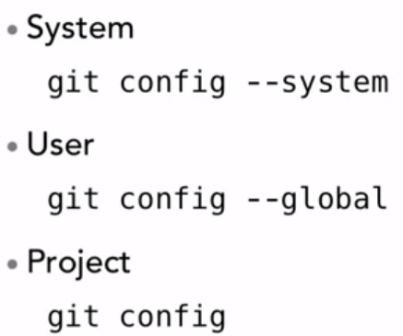 • System
git config --system
• User
git config --global
• Project
git config